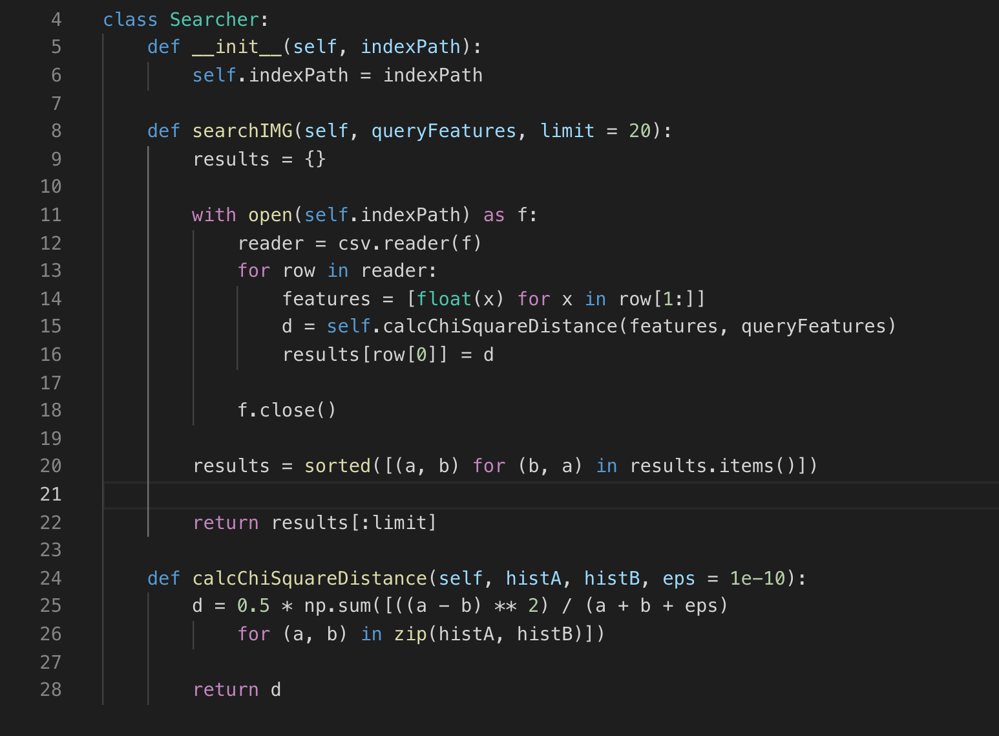 4 class Searcher:
5     def __init__(self, indexPath):
6         self.indexPath = indexPath
7
8     def searchIMG(self, queryFeatures, limit = 20):
9         results = {}
10
11         with open(self.indexPath) as f:
12             reader = csv.reader(f)
13             for row in reader:
14                 features = [float(x) for x in row[1:]]
15                 d = self.calcChiSquareDistance(features, queryFeatures)
16                 results[row[0]] = d
17
18             f.close()
19
20         results = sorted([(a, b) for (b, a) in results.items()])
21
22         return results[:limit]
23
24     def calcChiSquareDistance(self, histA, histB, eps = 1e-10):
25         d = 0.5 * np.sum([((a - b) ** 2) / (a + b + eps)
26             for (a, b) in zip(histA, histB)])
27
28         return d